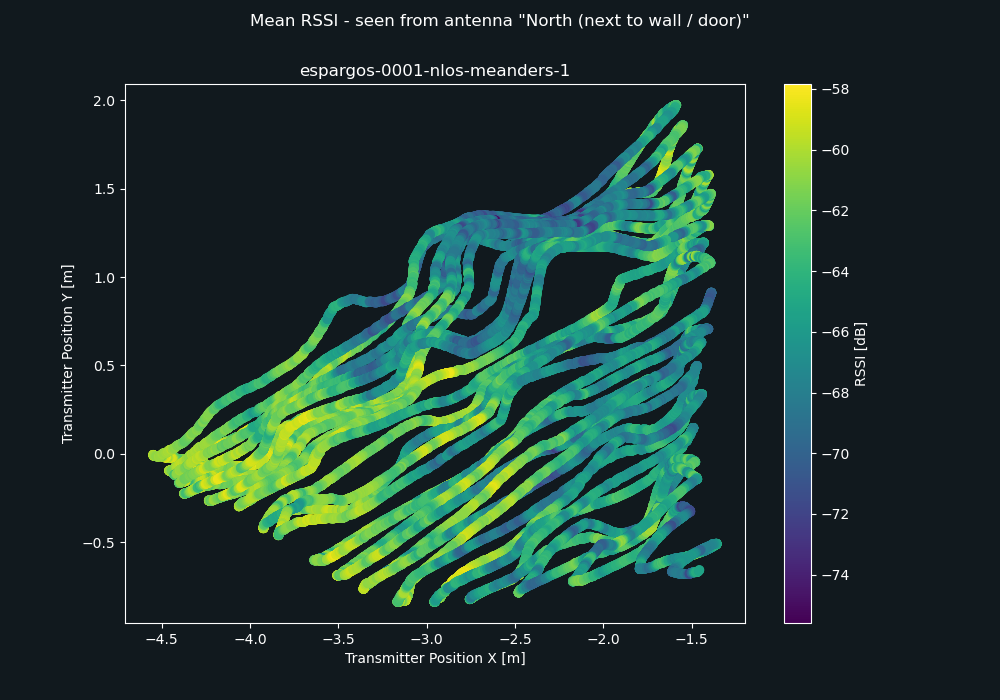 Mean RSSI - seen from antenna "North (next to wall / door)"
espargos-0001-nlos-meanders-1
2.0
1.5
1.0
0.5
0.0
−0.5
Transmitter Position Y [m]
−4.5 −4.0 −3.5 −3.0 −2.5 −2.0 −1.5
Transmitter Position X [m]
−58
−60
−62
−64
−66
−68
−70
−72
−74
RSSI [dB]